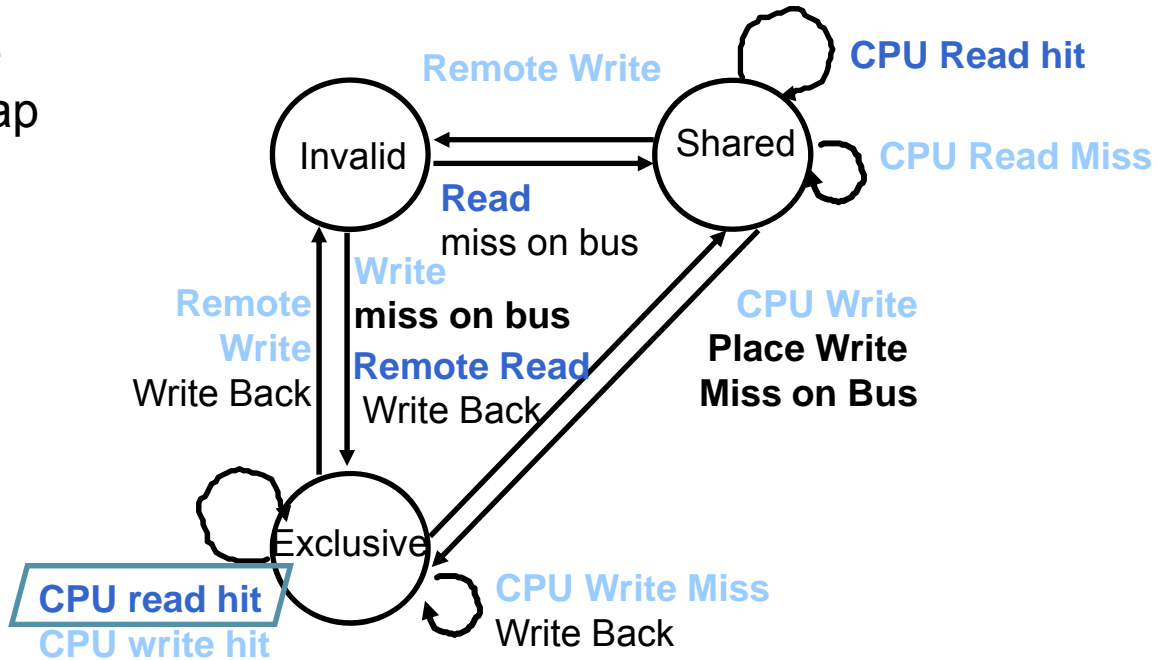 ap
Remote Write
CPU Read hit
Invalid
Shared
CPU Read Miss
Read
miss on bus
Write
miss on bus
Remote
Write
Write Back
Remote Read
Write Back
CPU Write
Place Write
Miss on Bus
Exclusive
CPU read hit
CPU write hit
CPU Write Miss
Write Back